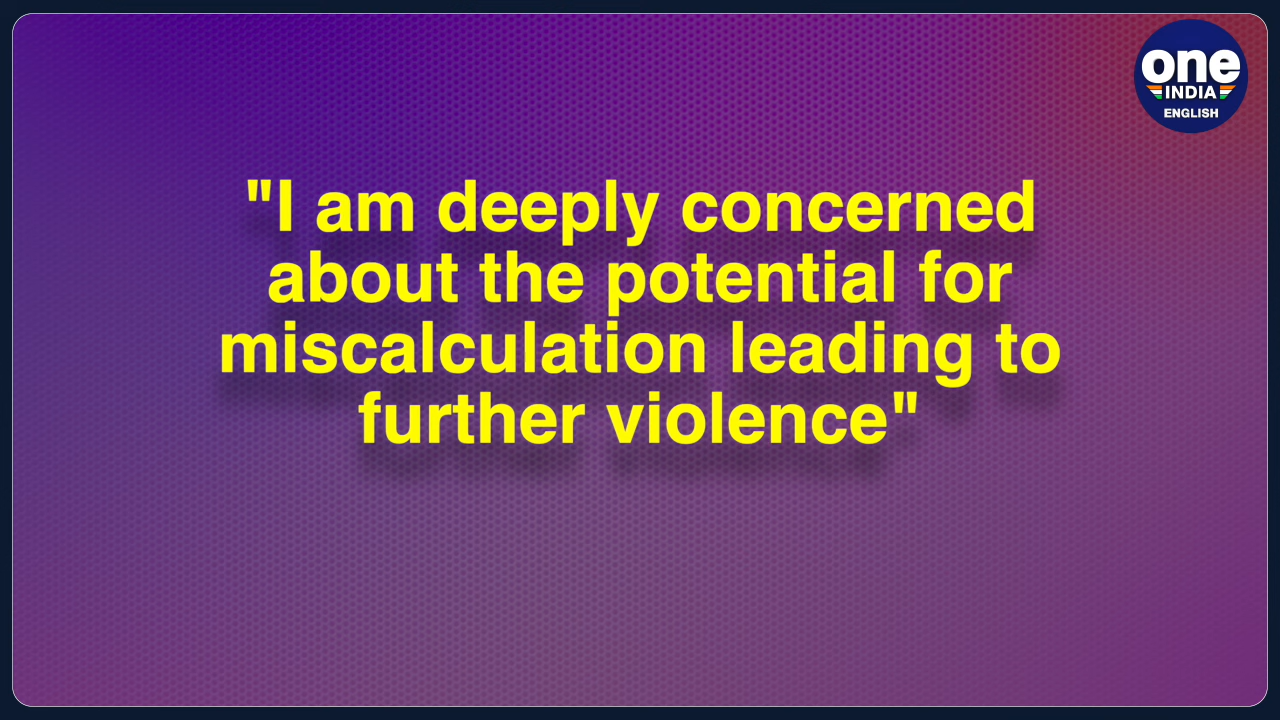 one
INDIA
ENGLISH
"I am deeply concerned
about the potential for
miscalculation leading to
further violence"